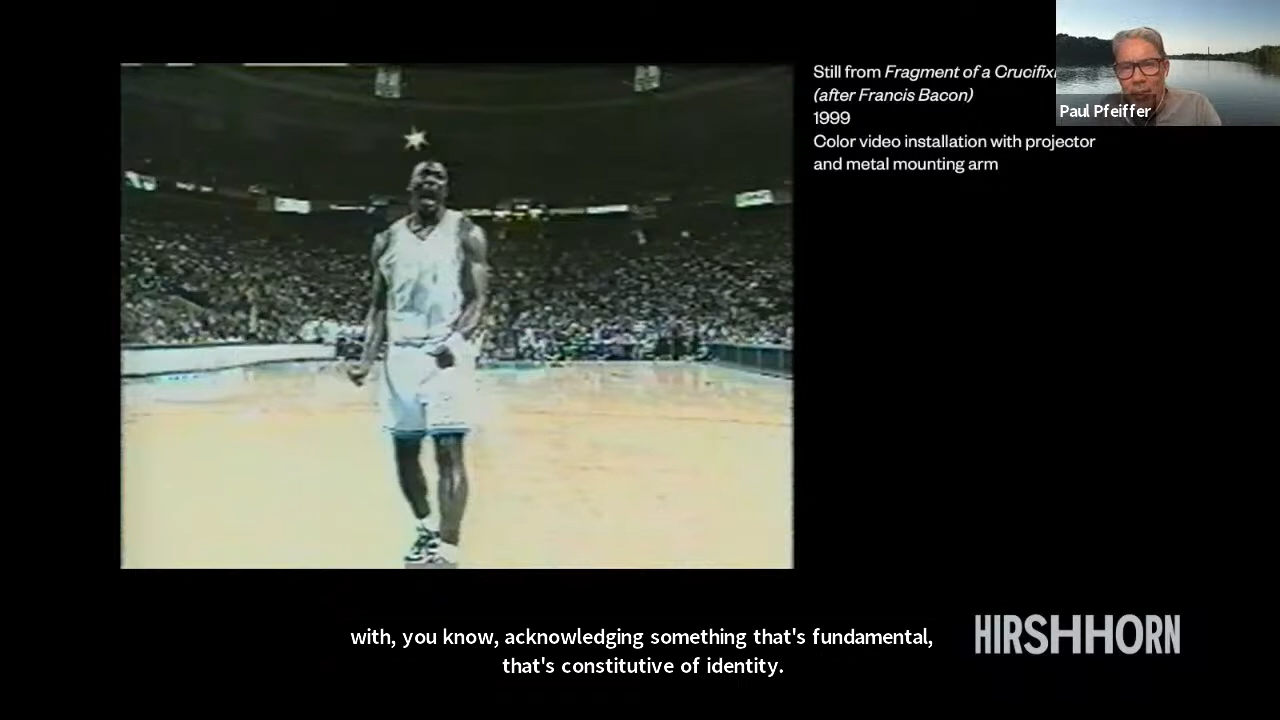 Still from Fragment of a Crucifixi
(after Francis Bacon)
1999
Color video installation with projector
and metal mounting arm
Paul Pfeiffer
with, you know, acknowledging something that's fundamental,
that's constitutive of identity.
HIRSHHORN